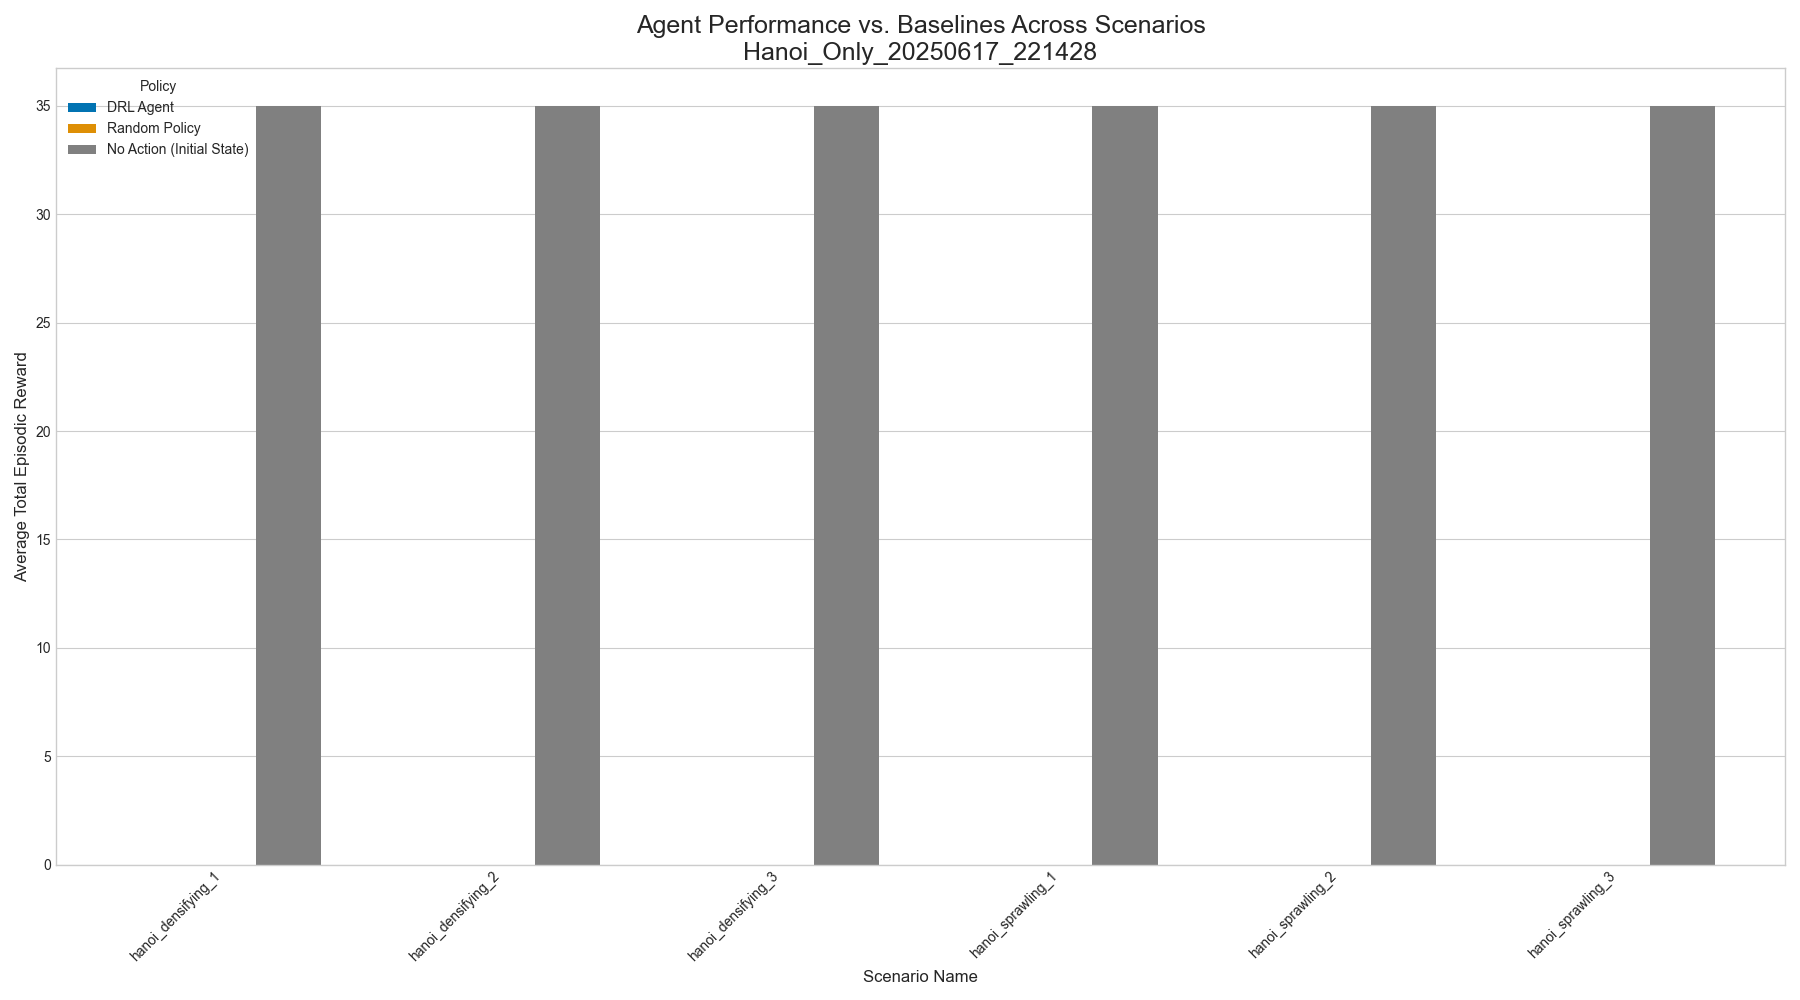 Agent Performance vs. Baselines Across Scenarios
Hanoi_Only_20250617_221428
Policy
DRL Agent
Random Policy
No Action (Initial State)
Average Total Episodic Reward
35
30
25
20
15
10
5
0
hanoi_densifying_1
hanoi_densifying_2
hanoi_densifying_3
hanoi_sprawling_1
hanoi_sprawling_2
hanoi_sprawling_3
Scenario Name